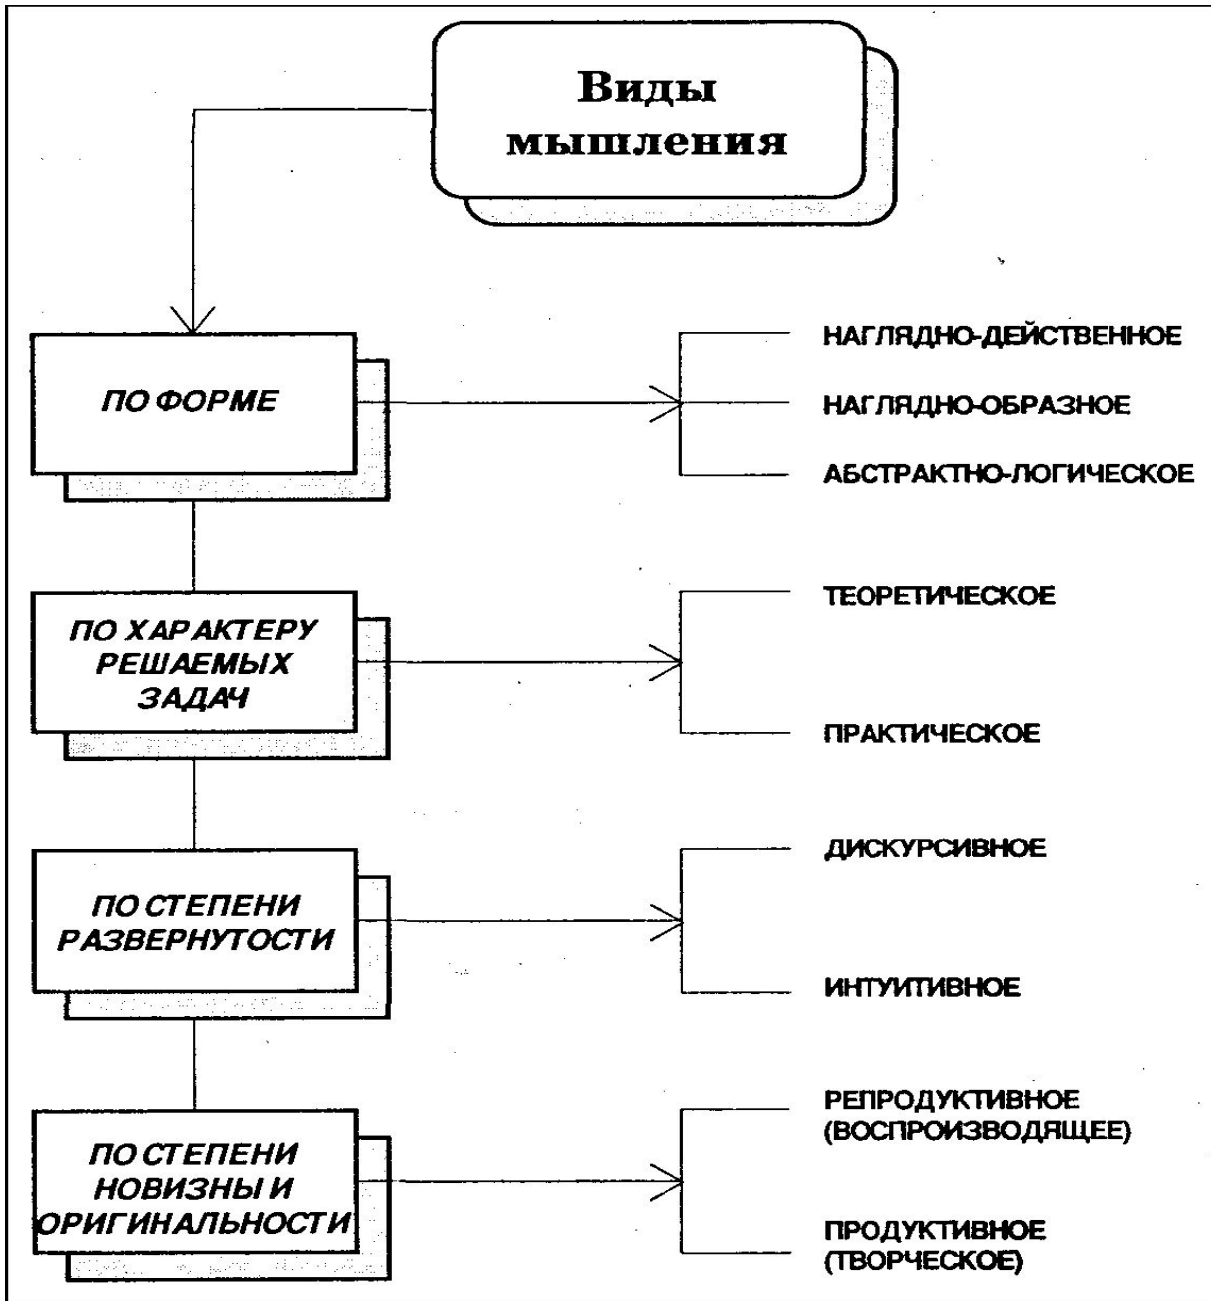 Виды
мышления
ПО ФОРМЕ
НАГЛЯДНО-ДЕЙСТВЕННОЕ
НАГЛЯДНО-ОБРАЗНОЕ
АБСТРАКТНО-ЛОГИЧЕСКОЕ
ПО ХАРАКТЕРУ
РЕШАЕМЫХ
ЗАДАЧ
ТЕОРЕТИЧЕСКОЕ
ПРАКТИЧЕСКОЕ
ПО СТЕПЕНИ
РАЗВЕРНУТОСТИ
ДИСКУРСИВНОЕ
ИНТУИТИВНОЕ
ПО СТЕПЕНИ
НОВИЗНЫ И
ОРИГИНАЛЬНОСТИ
РЕПРОДУКТИВНОЕ
(ВОСПРОИЗВОДЯЩЕЕ)
ПРОДУКТИВНОЕ
(ТВОРЧЕСКОЕ)